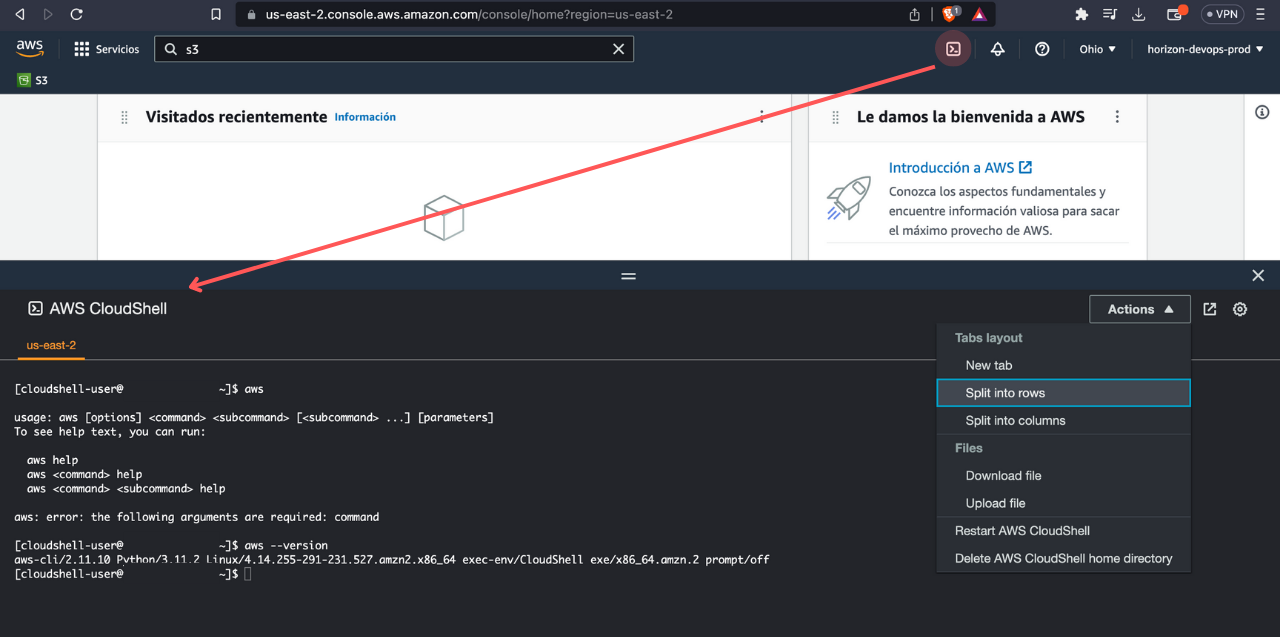 us-east-2.console.aws.amazon.com/console/home?region=us-east-2
1
VPN
aws
Servicios
s3
Ohio
horizon-devops-prod
S3
Visitados recientemente Información
Le damos la bienvenida a AWS
Introducción a AWS
Conozca los aspectos fundamentales y
encuentre información valiosa para sacar
el máximo provecho de AWS.
AWS CloudShell
Actions
us-east-2
Tabs layout
New tab
Split into rows
Split into columns
Files
Download file
Upload file
Restart AWS CloudShell
Delete AWS CloudShell home directory
[cloudshell-user@ ~]$ aws
usage: aws [options] <command> <subcommand> [<subcommand> ...] [parameters]
To see help text, you can run:
aws help
aws <command> help
aws <command> <subcommand> help
aws: error: the following arguments are required: command
[cloudshell-user@ ~]$ aws --version
aws-cli/2.11.10 Python/3.11.2 Linux/4.14.255-291-231.527.amzn2.x86_64 exec-env/CloudShell exe/x86_64.amzn.2 prompt/off
[cloudshell-user@ ~]$